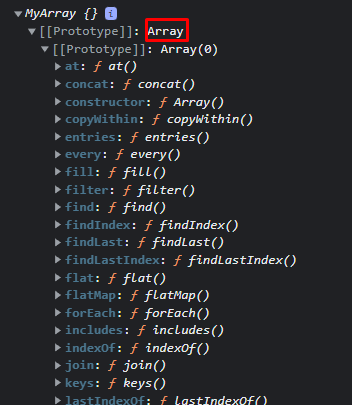 MyArray {} i
[[Prototype]]: Array
[[Prototype]]: Array(0)
at: ƒ at()
concat: ƒ concat()
constructor: ƒ Array()
copyWithin: ƒ copyWithin()
entries: ƒ entries()
every: ƒ every()
fill: ƒ fill()
filter: ƒ filter()
find: ƒ find()
findIndex: ƒ findIndex()
findLast: ƒ findLast()
findLastIndex: ƒ findLastIndex()
flat: ƒ flat()
flatMap: ƒ flatMap()
forEach: ƒ forEach()
includes: ƒ includes()
indexOf: ƒ indexOf()
join: ƒ join()
keys: ƒ keys()
lastIndexOf: ƒ lastIndexOf()